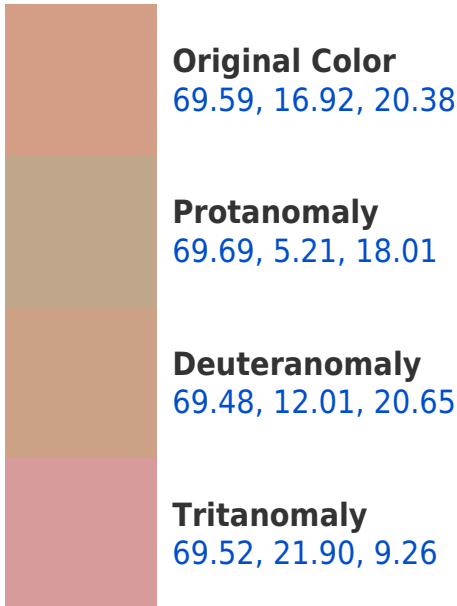 Original Color
69.59, 16.92, 20.38
Protanomaly
69.69, 5.21, 18.01
Deuteranomaly
69.48, 12.01, 20.65
Tritanomaly
69.52, 21.90, 9.26